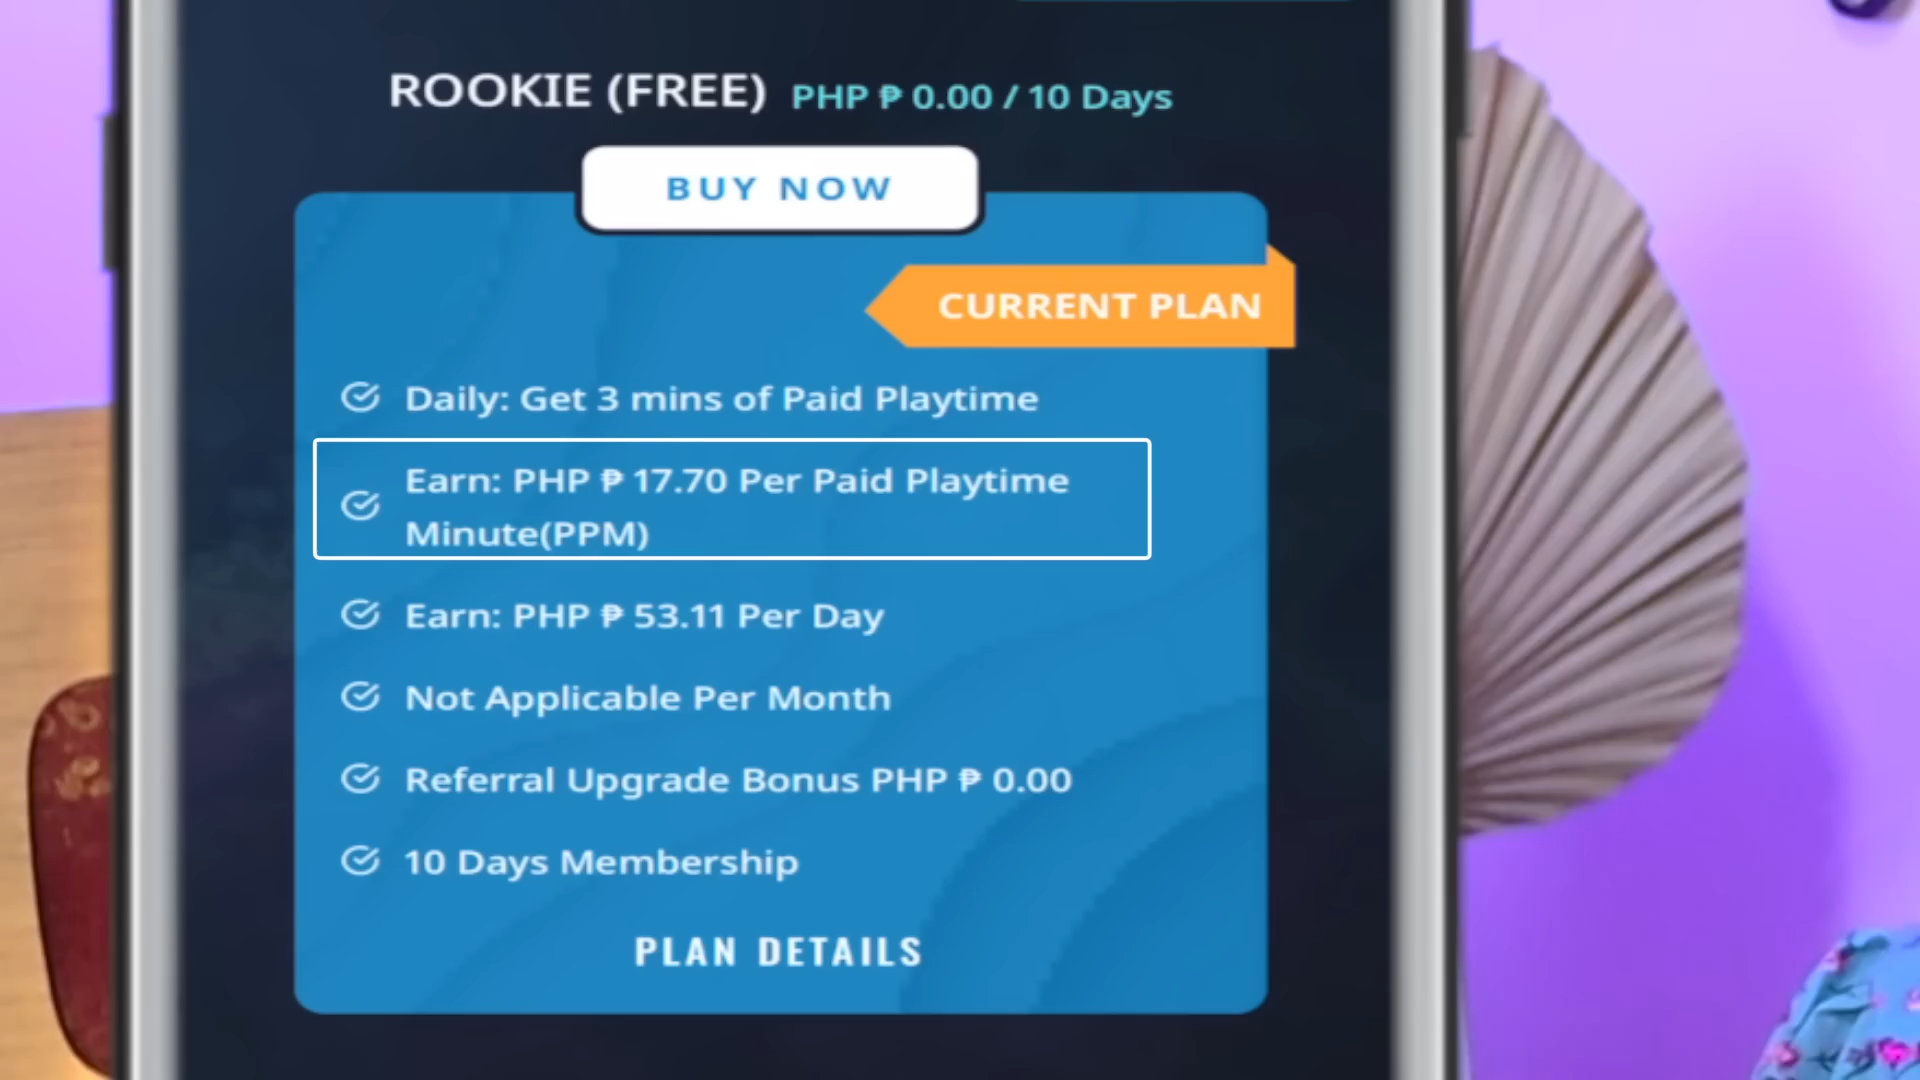 ROOKIE (FREE) PHP ₱ 0.00 / 10 Days
BUY NOW
CURRENT PLAN
Daily: Get 3 mins of Paid Playtime
Earn: PHP ₱ 17.70 Per Paid Playtime
Minute(PPM)
Earn: PHP ₱ 53.11 Per Day
Not Applicable Per Month
Referral Upgrade Bonus PHP ₱ 0.00
10 Days Membership
PLAN DETAILS